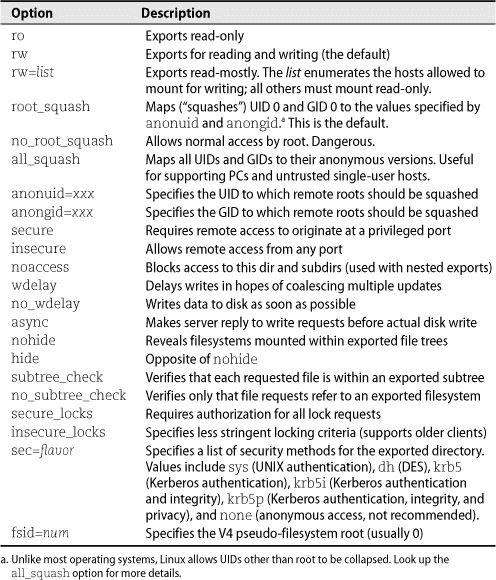 Option Description
ro Exports read-only
rw Exports for reading and writing (the default)
rw=list Exports read-mostly. The list enumerates the hosts allowed to
mount for writing; all others must mount read-only.
root_squash Maps (“squashes”) UID 0 and GID 0 to the values specified by
anonuid and anongid.a This is the default.
no_root_squash Allows normal access by root. Dangerous.
all_squash Maps all UIDs and GIDs to their anonymous versions. Useful
for supporting PCs and untrusted single-user hosts.
anonuid=xxx Specifies the UID to which remote roots should be squashed
anongid=xxx Specifies the GID to which remote roots should be squashed
secure Requires remote access to originate at a privileged port
insecure Allows remote access from any port
noaccess Blocks access to this dir and subdirs (used with nested exports)
wdelay Delays writes in hopes of coalescing multiple updates
no_wdelay Writes data to disk as soon as possible
async Makes server reply to write requests before actual disk write
nohide Reveals filesystems mounted within exported file trees
hide Opposite of nohide
subtree_check Verifies that each requested file is within an exported subtree
no_subtree_check Verifies only that file requests refer to an exported filesystem
secure_locks Requires authorization for all lock requests
insecure_locks Specifies less stringent locking criteria (supports older clients)
sec=flavor Specifies a list of security methods for the exported directory.
Values include sys (UNIX authentication), dh (DES), krb5
(Kerberos authentication), krb5i (Kerberos authentication
and integrity), krb5p (Kerberos authentication, integrity, and
privacy), and none (anonymous access, not recommended).
fsid=num Specifies the V4 pseudo-filesystem root (usually 0)
a. Unlike most operating systems, Linux allows UIDs other than root to be collapsed. Look up the
all_squash option for more details.